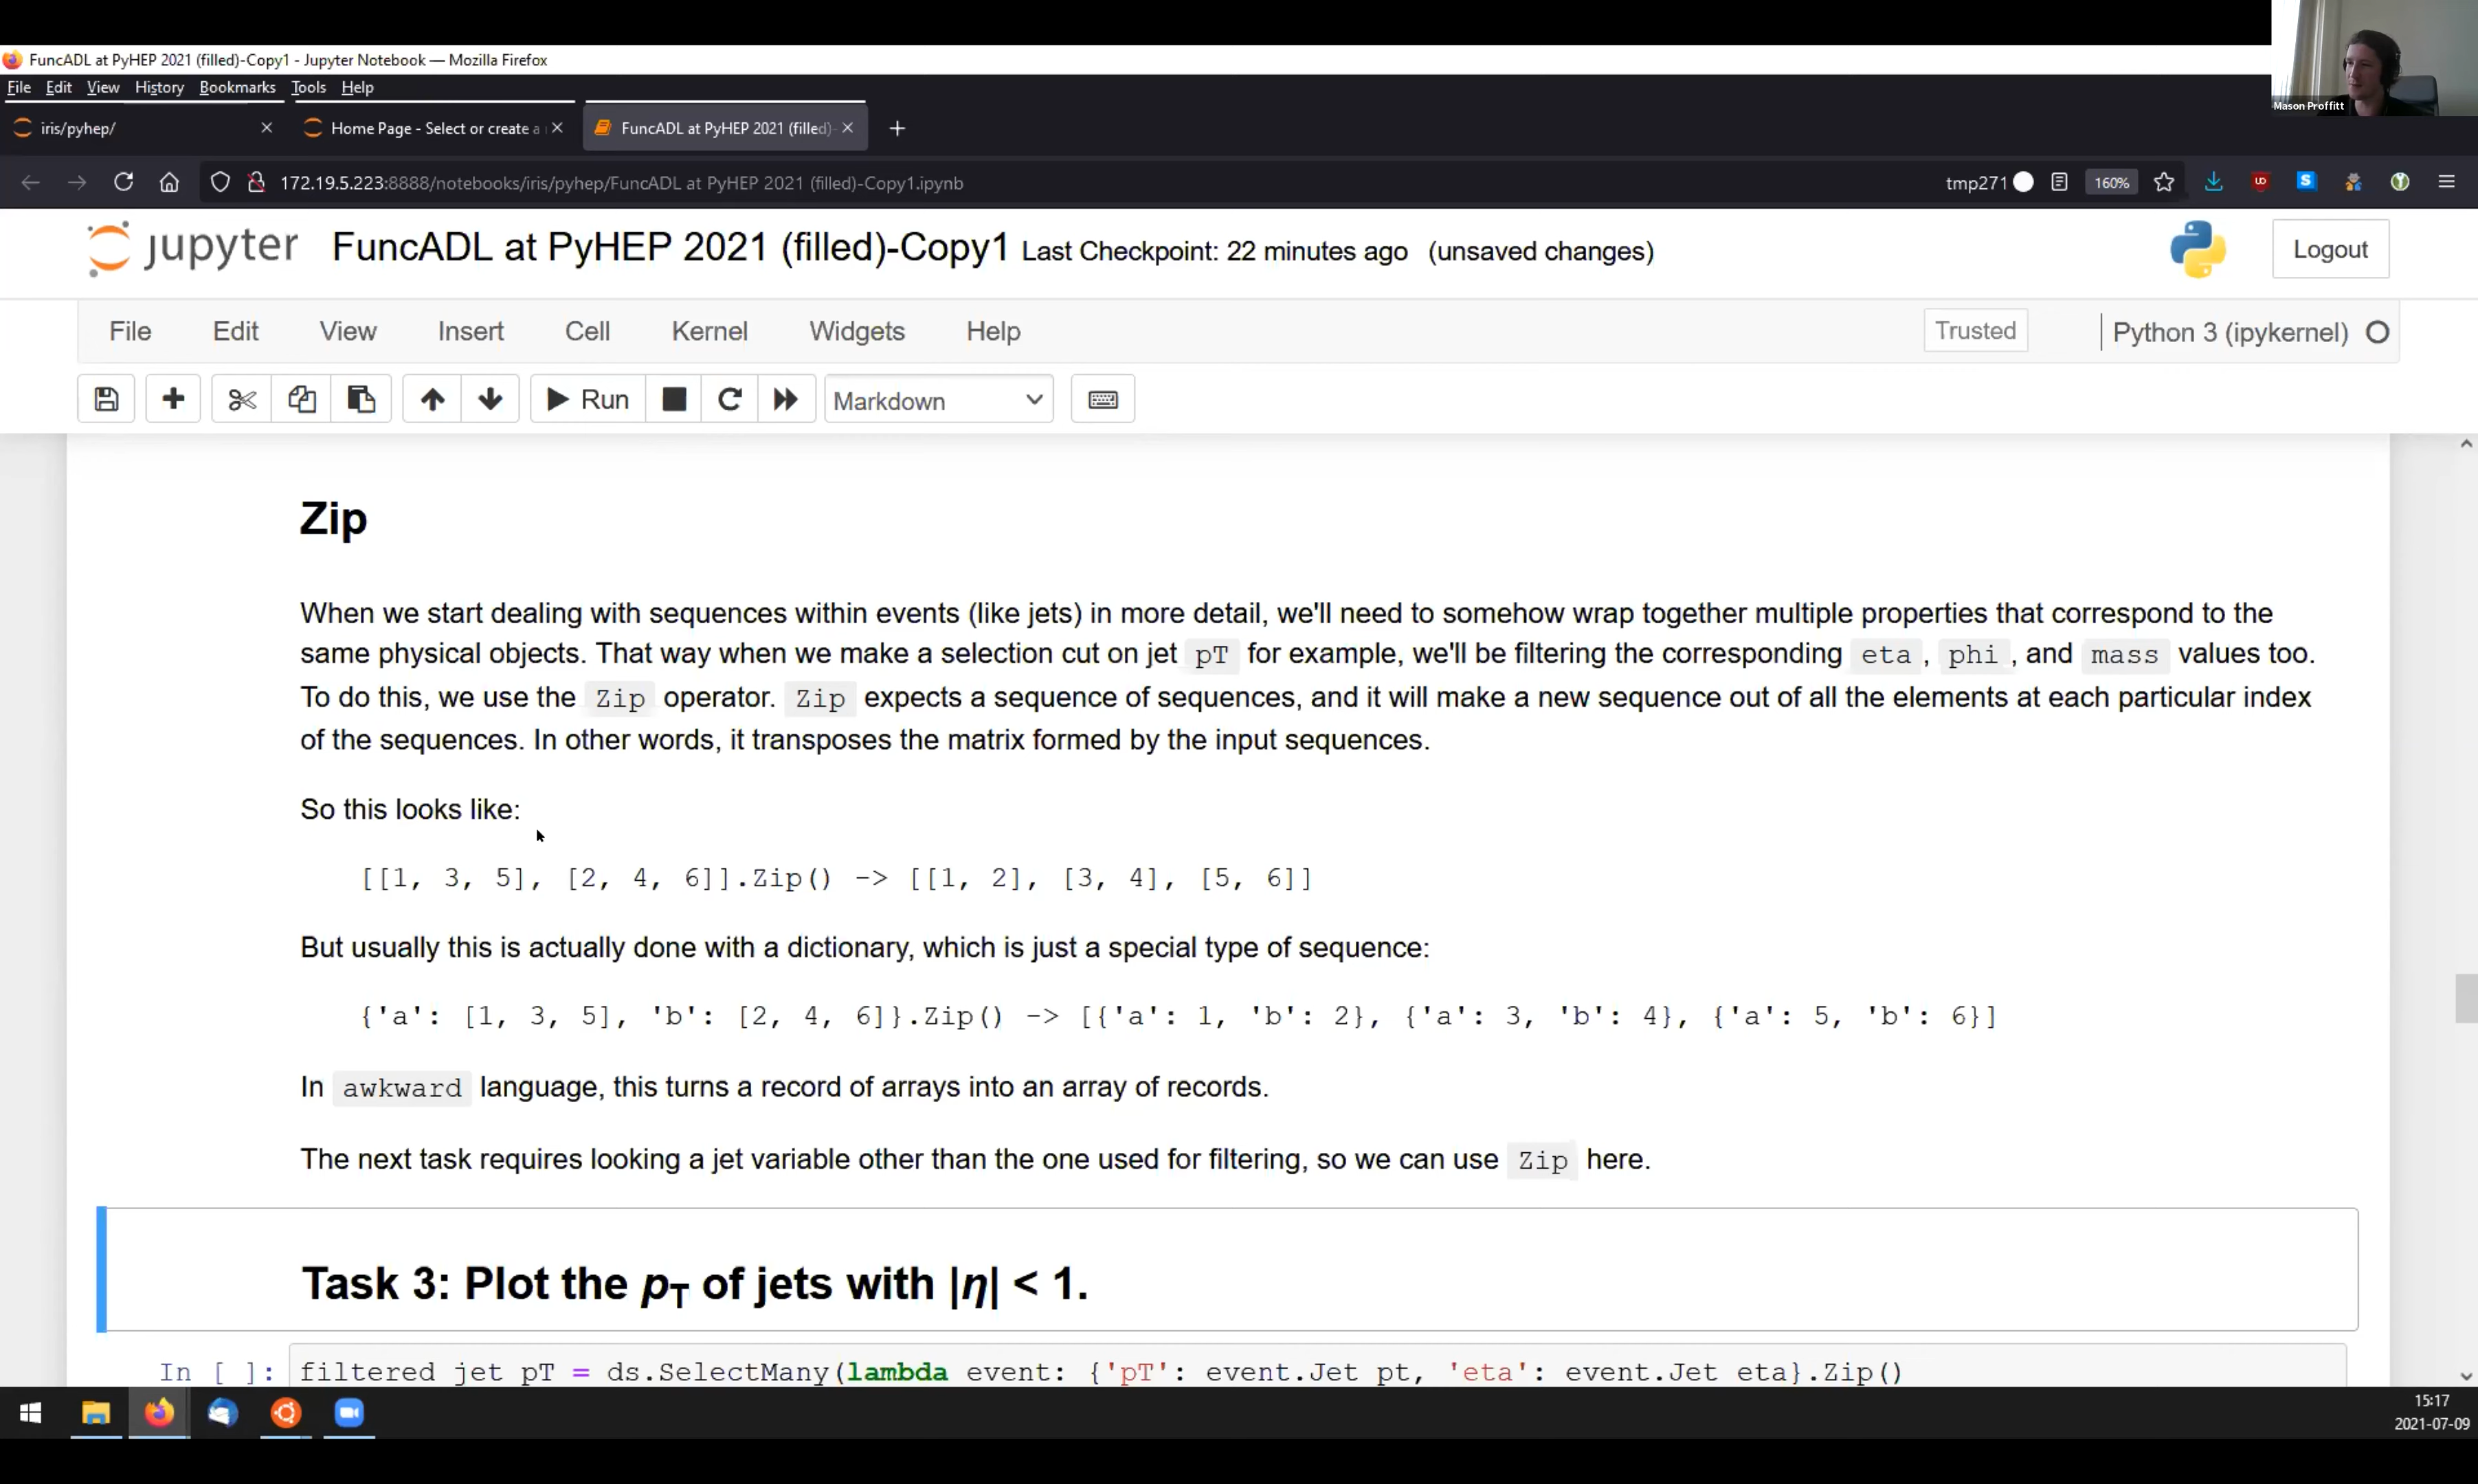 FuncADL at PyHEP 2021 (filled)-Copy1 - Jupyter Notebook — Mozilla Firefox
File Edit View History Bookmarks Tools Help
Mason Proffitt
iris/pyhep/
Home Page - Select or create a
FuncADL at PyHEP 2021 (filled)-
172.19.5.223:8888/notebooks/iris/pyhep/FuncADL at PyHEP 2021 (filled)-Copy1.ipynb
tmp271
160%
jupyter FuncADL at PyHEP 2021 (filled)-Copy1 Last Checkpoint: 22 minutes ago (unsaved changes)
Logout
File Edit View Insert Cell Kernel Widgets Help
Trusted
Python 3 (ipykernel)
Run
Markdown
Zip
When we start dealing with sequences within events (like jets) in more detail, we'll need to somehow wrap together multiple properties that correspond to the
same physical objects. That way when we make a selection cut on jet pT for example, we'll be filtering the corresponding eta, phi, and mass values too.
To do this, we use the Zip operator. Zip expects a sequence of sequences, and it will make a new sequence out of all the elements at each particular index
of the sequences. In other words, it transposes the matrix formed by the input sequences.
So this looks like:
[[1, 3, 5], [2, 4, 6]].Zip() -> [[1, 2], [3, 4], [5, 6]]
But usually this is actually done with a dictionary, which is just a special type of sequence:
{'a': [1, 3, 5], 'b': [2, 4, 6]}.Zip() -> [{'a': 1, 'b': 2}, {'a': 3, 'b': 4}, {'a': 5, 'b': 6}]
In awkward language, this turns a record of arrays into an array of records.
The next task requires looking a jet variable other than the one used for filtering, so we can use Zip here.
Task 3: Plot the pT of jets with |η| < 1.
In [ ]: filtered_jet_pT = ds.SelectMany(lambda event: {'pT': event.Jet_pt, 'eta': event.Jet_eta}.Zip()
15:17
2021-07-09